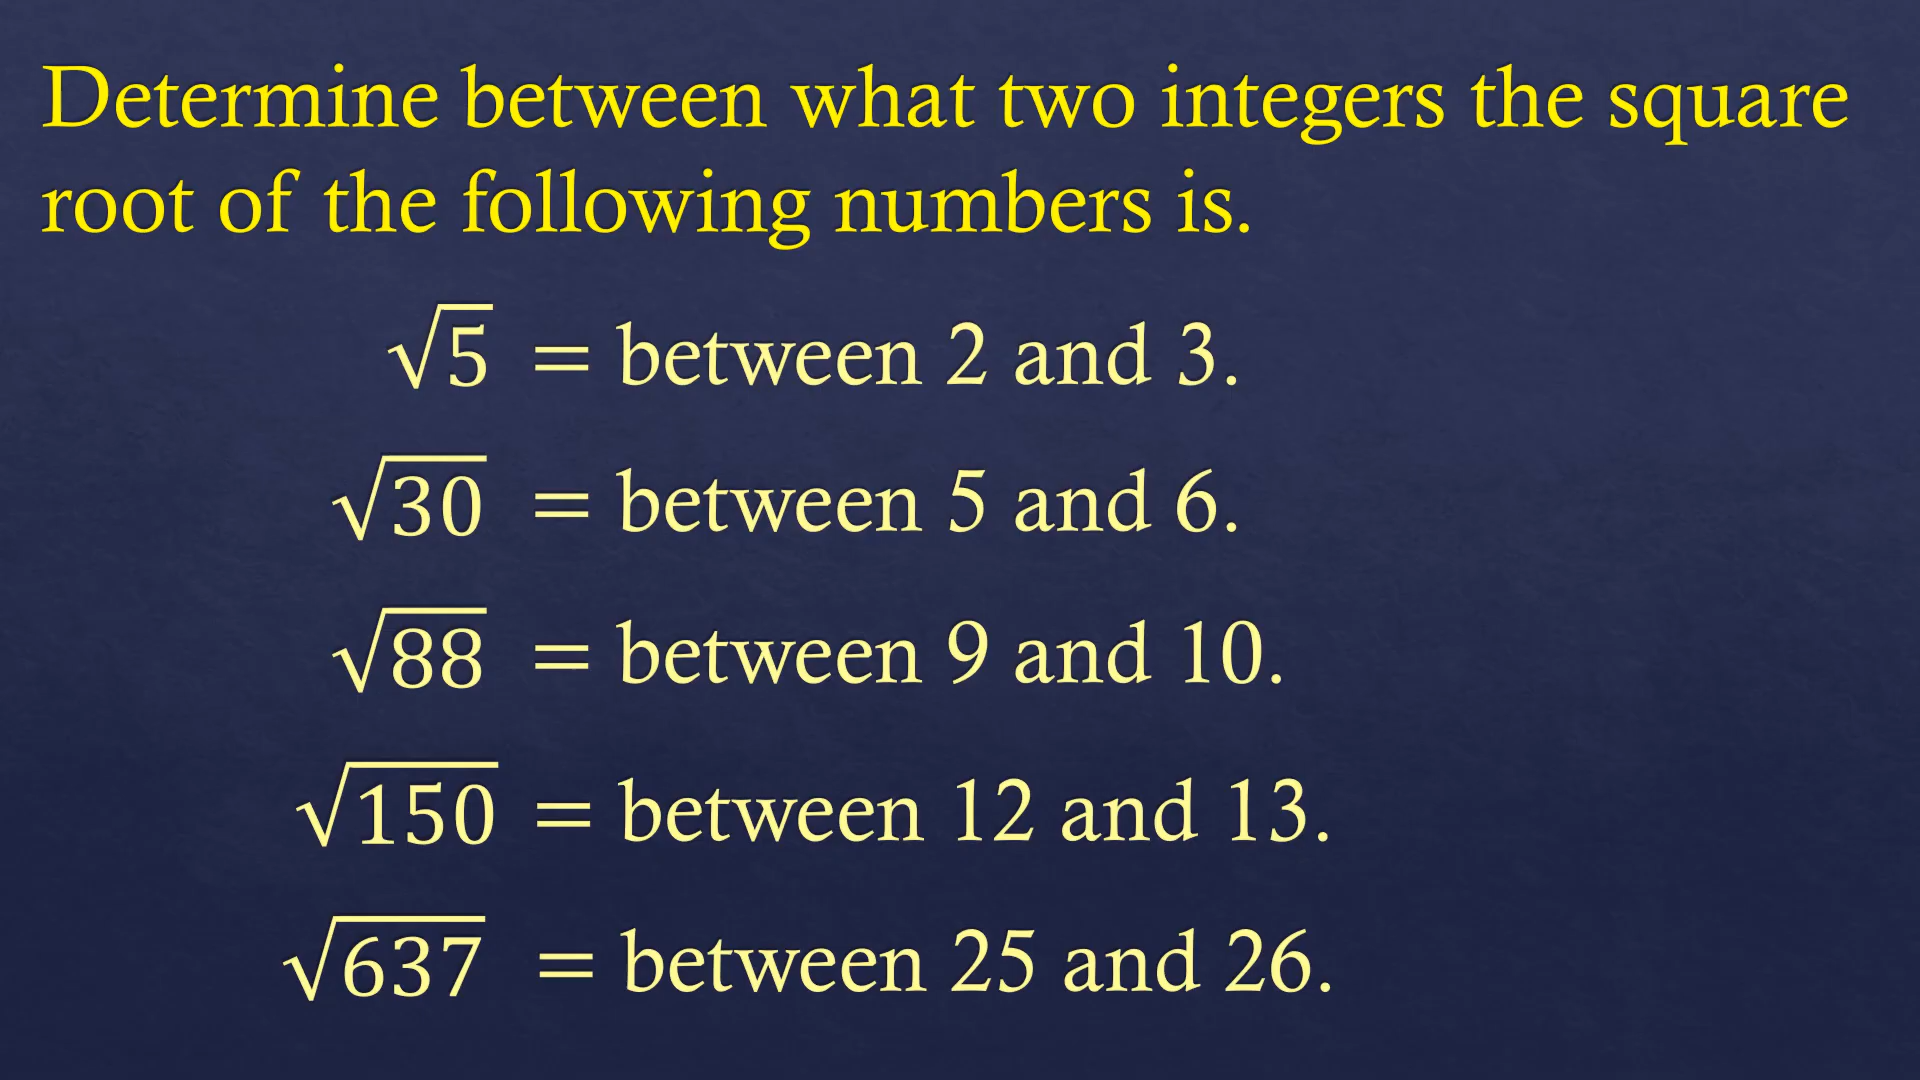 Determine between what two integers the square
root of the following numbers is.
√5 = between 2 and 3.
√30 = between 5 and 6.
√88 = between 9 and 10.
√150 = between 12 and 13.
√637 = between 25 and 26.